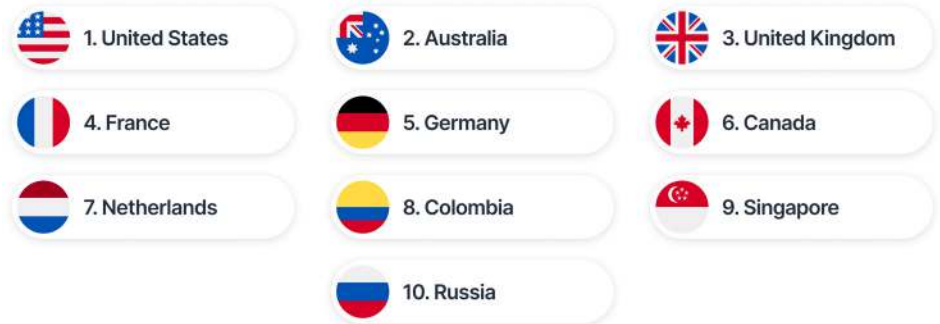 1. United States
2. Australia
3. United Kingdom
4. France
5. Germany
6. Canada
7. Netherlands
8. Colombia
9. Singapore
10. Russia